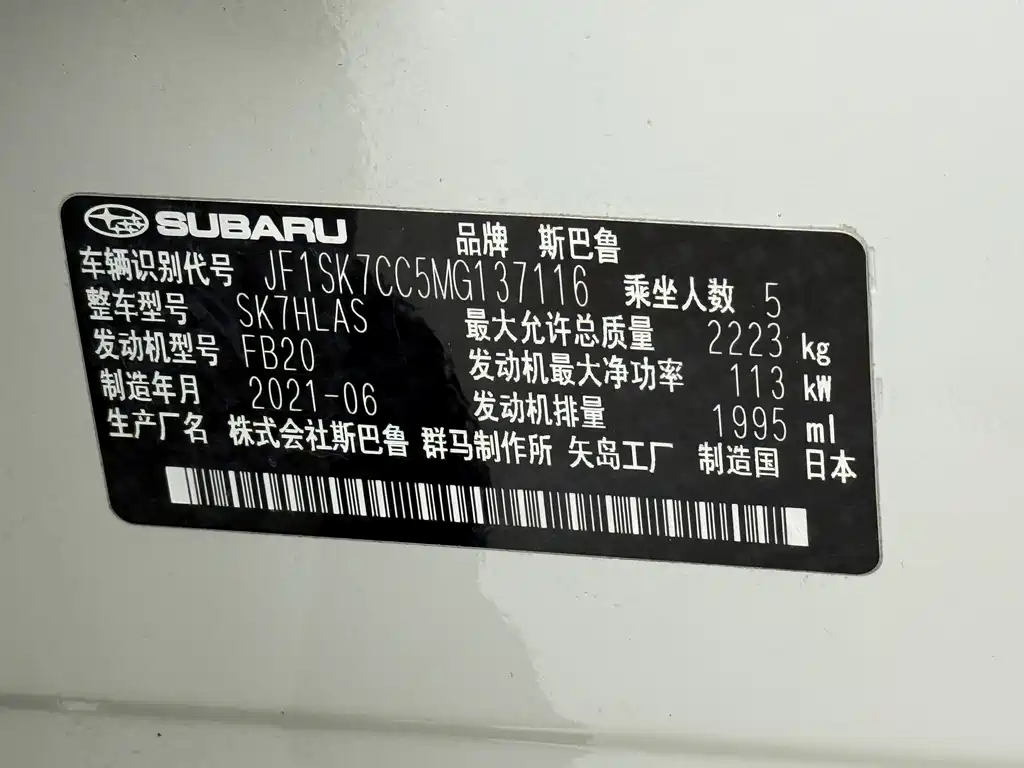 SUBARU 品牌 斯巴鲁
车辆识别代号 JF1SK7CC5MG137116 乘坐人数 5
整车型号 SK7HLAS 最大允许总质量 2223 kg
发动机型号 FB20 发动机最大净功率 113 kW
制造年月 2021-06 发动机排量 1995 ml
生产厂名 株式会社斯巴鲁 群马制作所 矢岛工厂 制造国 日本